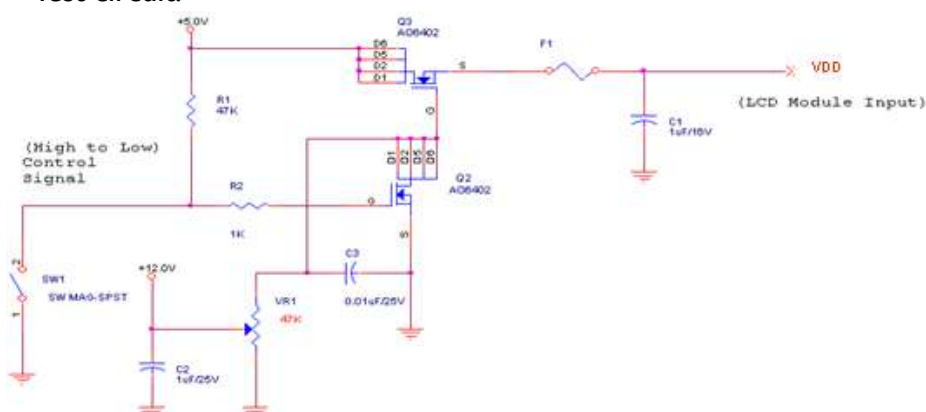 +5.0V
Q3
AO6402
D6
D5
D2
D1
S
G
F1
VDD
(LCD Module Input)
C1
1uF/16V
R1
47K
(High to Low)
Control
Signal
D1
D2
D5
D6
Q2
AO6402
R2
1K
G
S
2
SW1
SW MAG-SPST
1
+12.0V
VR1
47K
C3
0.01uF/25V
C2
1uF/25V